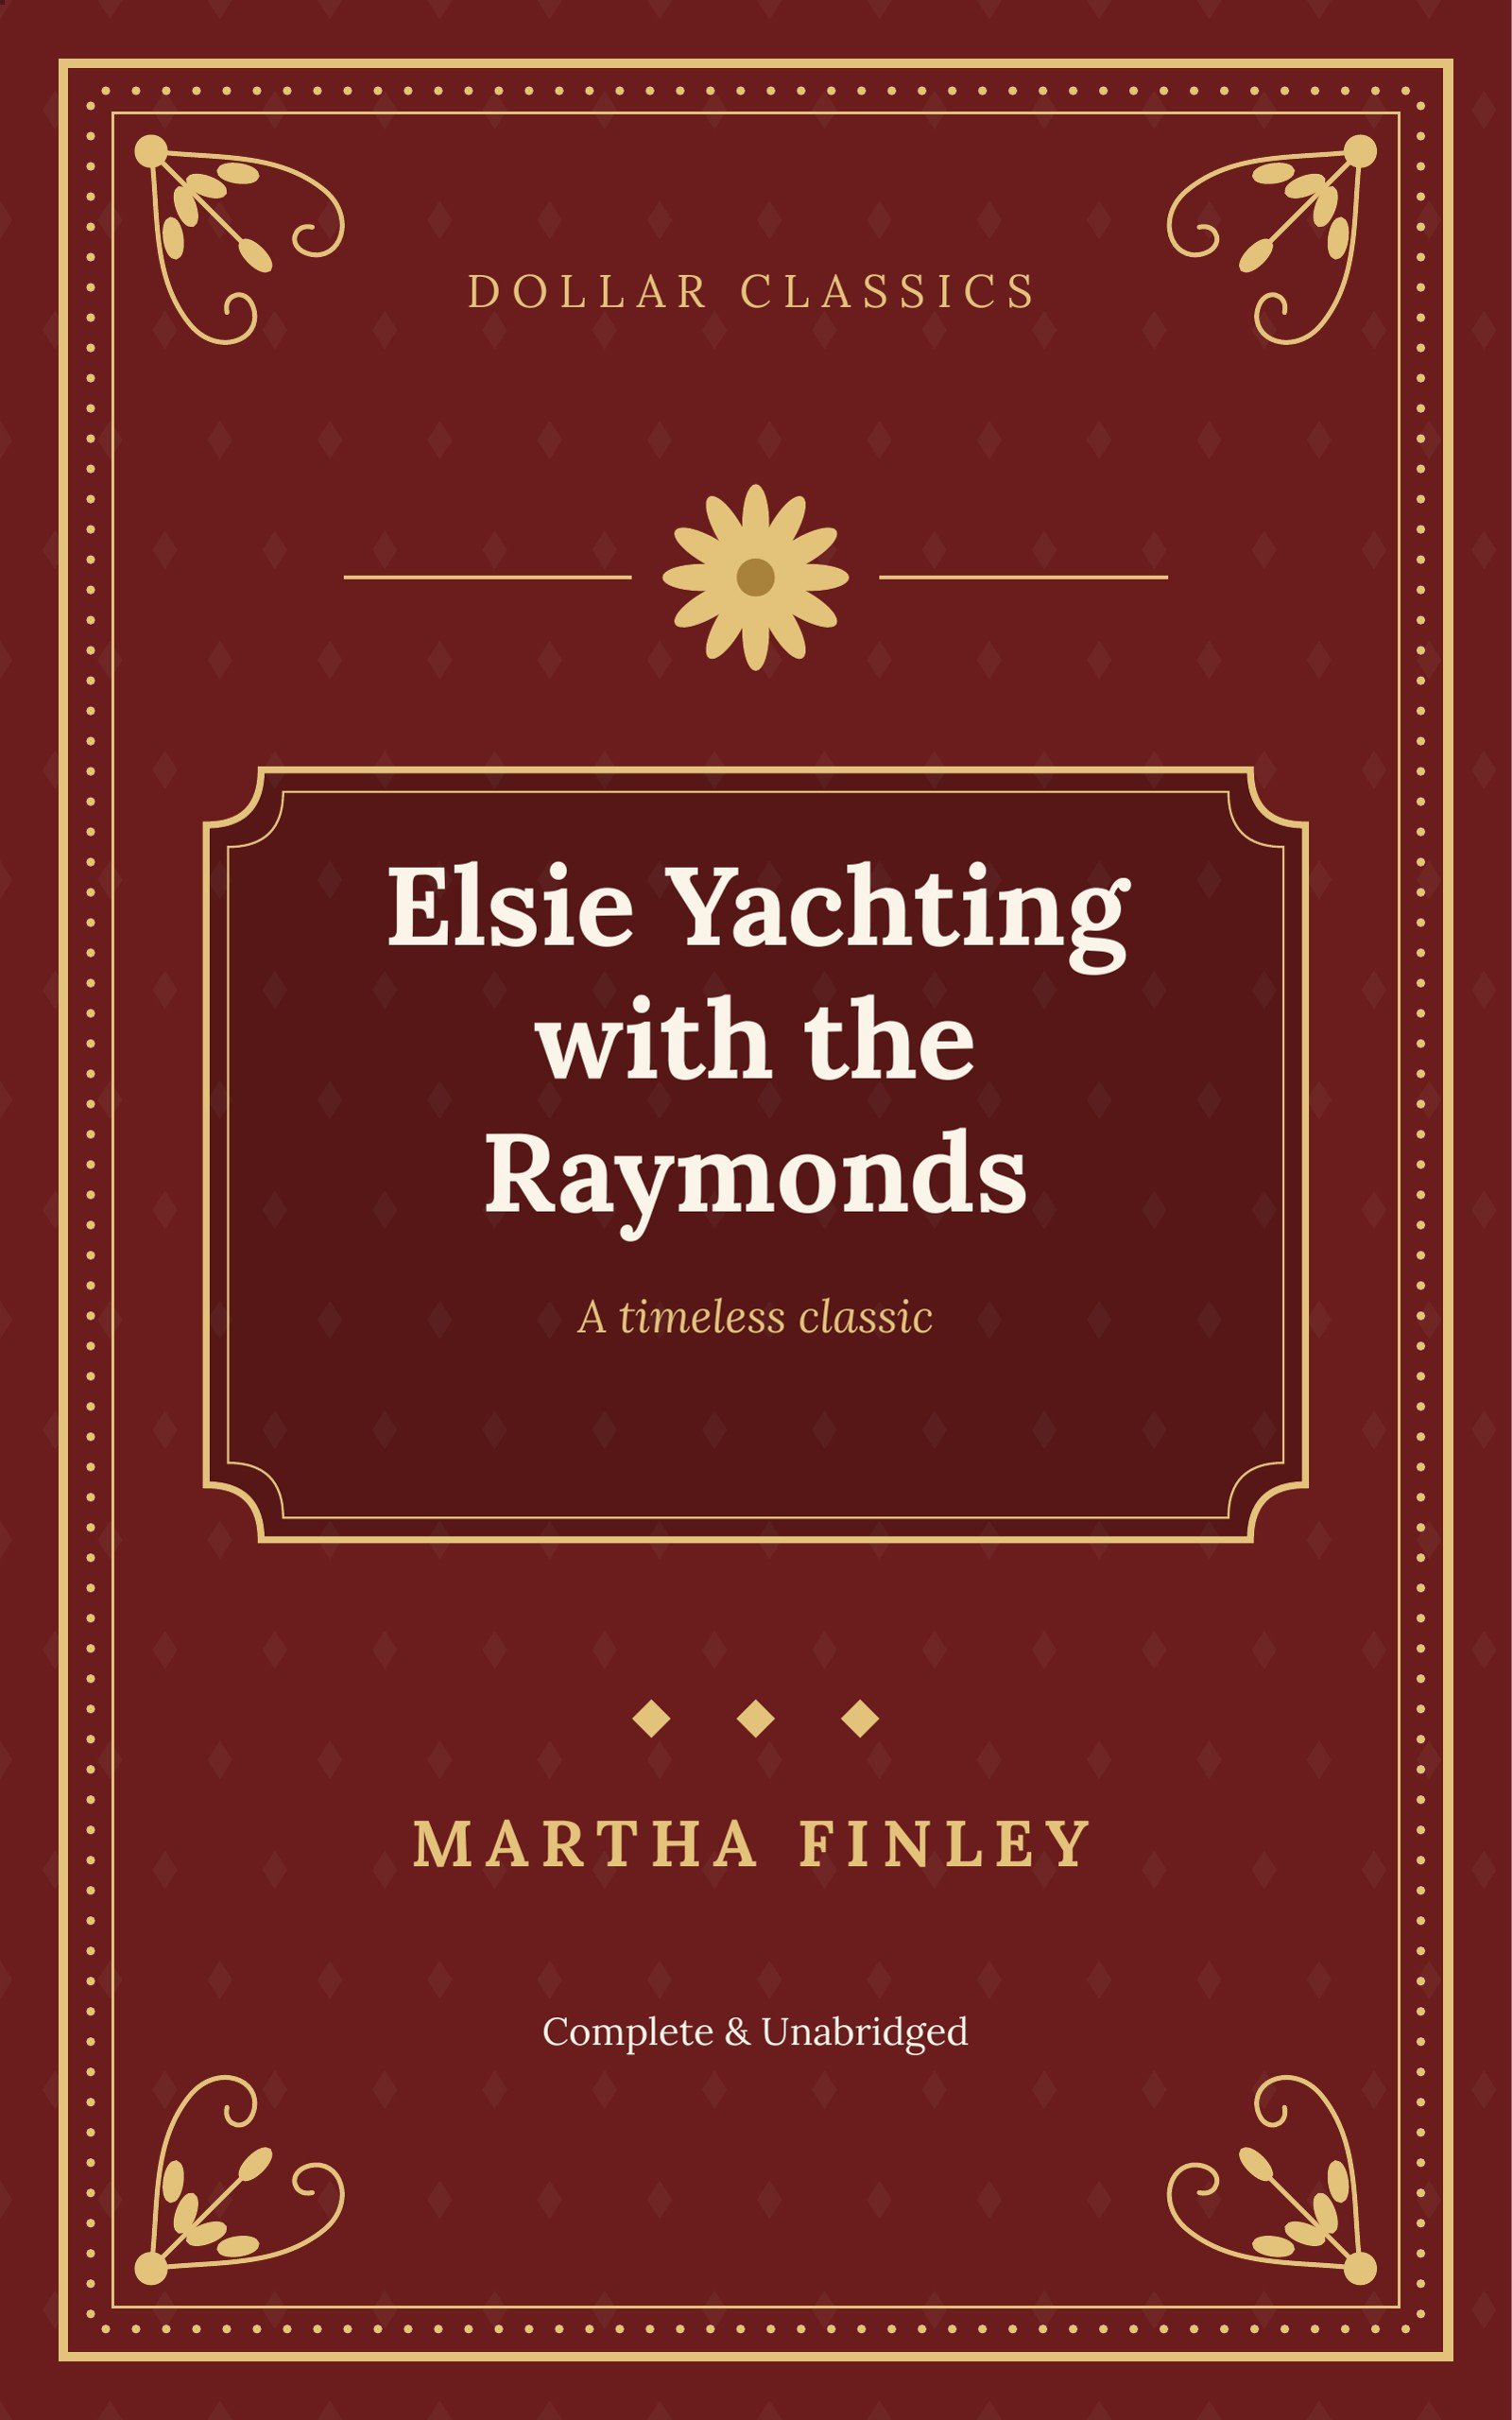 DOLLAR CLASSICS
Elsie Yachting
with the
Raymonds
A timeless classic
MARTHA FINLEY
Complete & Unabridged